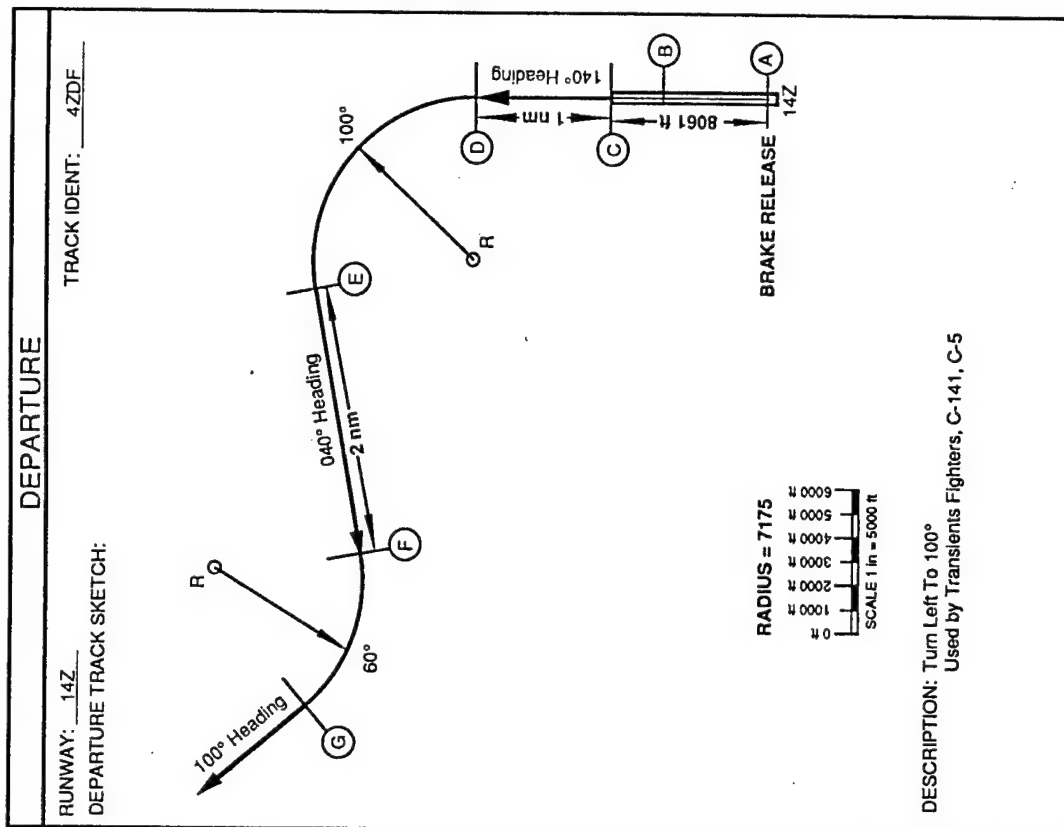 DEPARTURE
RUNWAY: 14Z
TRACK IDENT: 4ZDF
DEPARTURE TRACK SKETCH:
100° Heading
G
60°
R
F
040° Heading
2 nm
E
100°
R
D
1 nm
140° Heading
C
B
8061 ft
A
14Z
BRAKE RELEASE
RADIUS = 7175
0 ft
1000 ft
2000 ft
3000 ft
4000 ft
5000 ft
6000 ft
SCALE 1 in = 5000 ft
DESCRIPTION: Turn Left To 100°
Used by Transients Fighters, C-141, C-5